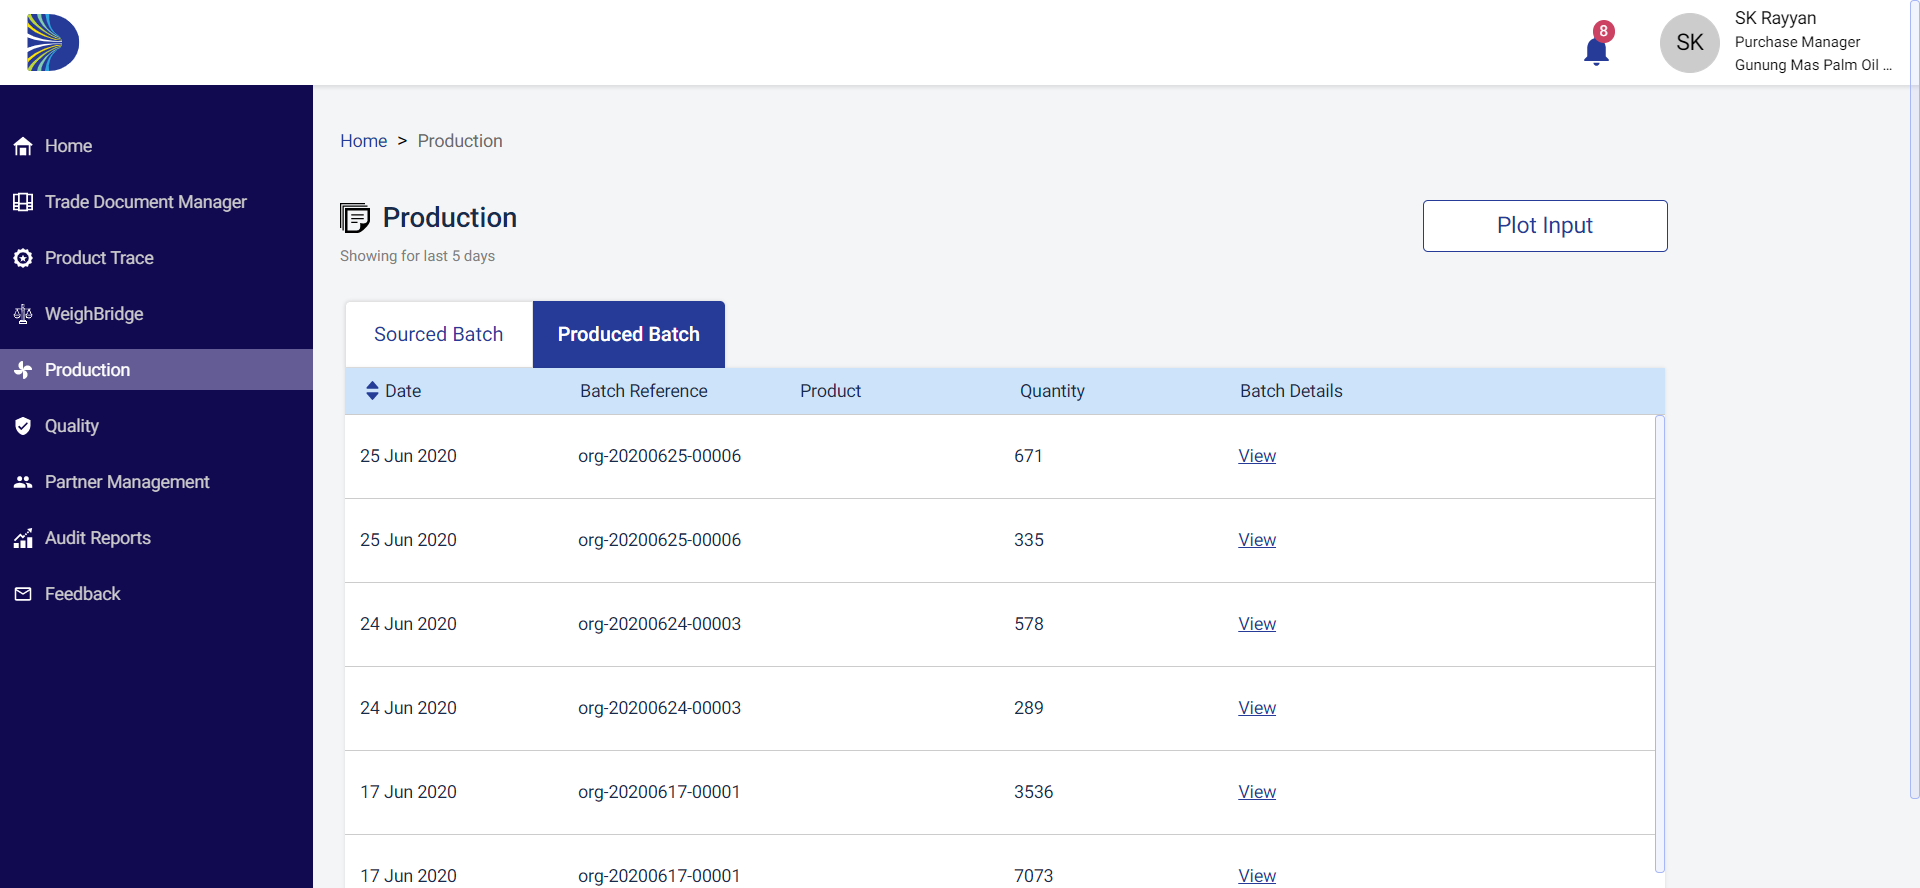 8
SK
SK Rayyan
Purchase Manager
Gunung Mas Palm Oil ...
Home
Trade Document Manager
Product Trace
WeighBridge
Production
Quality
Partner Management
Audit Reports
Feedback
Home > Production
Production
Showing for last 5 days
Plot Input
Sourced Batch Produced Batch
Date Batch Reference Product Quantity Batch Details
25 Jun 2020 org-20200625-00006 671 View
25 Jun 2020 org-20200625-00006 335 View
24 Jun 2020 org-20200624-00003 578 View
24 Jun 2020 org-20200624-00003 289 View
17 Jun 2020 org-20200617-00001 3536 View
17 Jun 2020 org-20200617-00001 7073 View